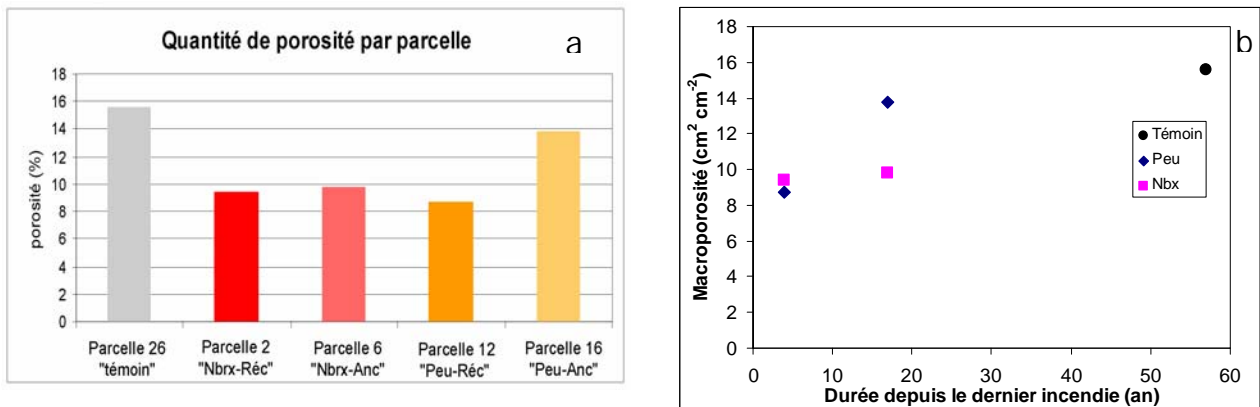 Quantité de porosité par parcelle
a
porosité (%)
18
16
14
12
10
8
6
4
2
0
Parcelle 26
"témoin"
Parcelle 2
"Nbrx-Réc"
Parcelle 6
"Nbrx-Anc"
Parcelle 12
"Peu-Réc"
Parcelle 16
"Peu-Anc"
b
Macroporosité (cm² cm⁻²)
18
16
14
12
10
8
6
4
2
0
0 10 20 30 40 50 60
Durée depuis le dernier incendie (an)
Témoin
Peu
Nbx